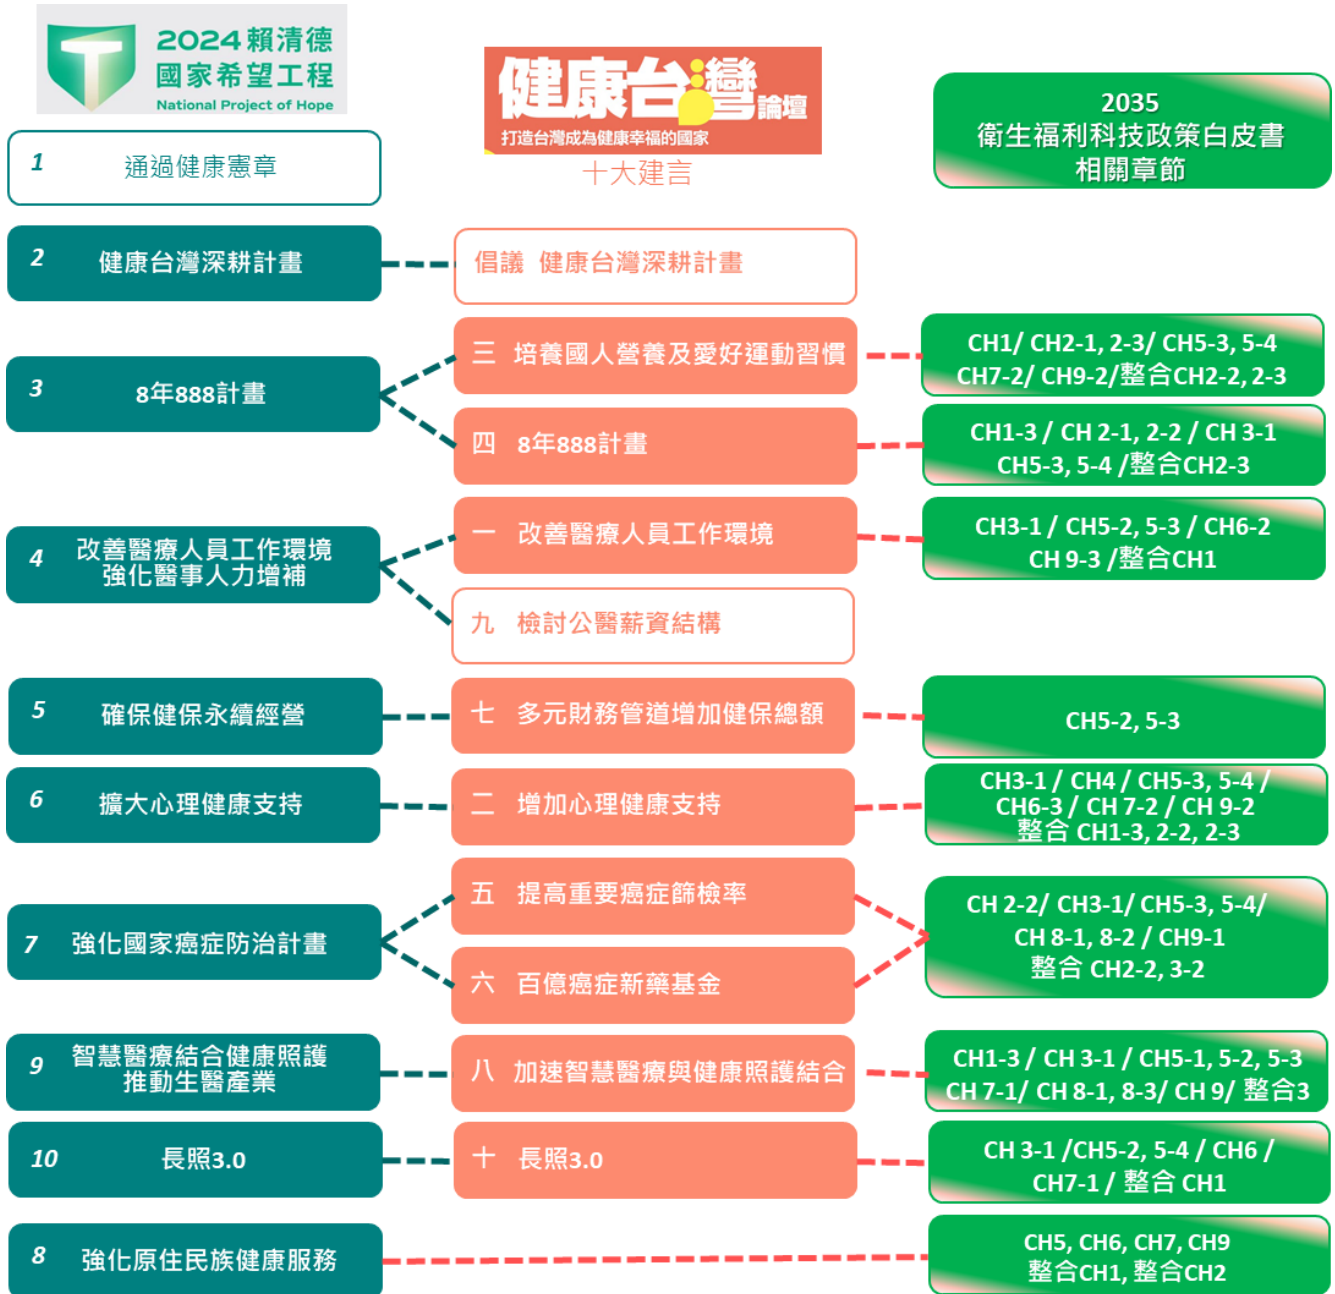 2024賴清德
國家希望工程
National Project of Hope
健康台灣論壇
打造台灣成為健康幸福的國家
十大建言
2035
衛生福利科技政策白皮書
相關章節
1 通過健康憲章
2 健康台灣深耕計畫
倡議 健康台灣深耕計畫
3 8年888計畫
三 培養國人營養及愛好運動習慣
CH1/ CH2-1, 2-3/ CH5-3, 5-4
CH7-2/ CH9-2/整合CH2-2, 2-3
四 8年888計畫
CH1-3 / CH 2-1, 2-2 / CH 3-1
CH5-3, 5-4 /整合CH2-3
4 改善醫療人員工作環境
強化醫事人力增補
一 改善醫療人員工作環境
CH3-1 / CH5-2, 5-3 / CH6-2
CH 9-3 /整合CH1
九 檢討公醫薪資結構
5 確保健保永續經營
七 多元財務管道增加健保總額
CH5-2, 5-3
6 擴大心理健康支持
二 增加心理健康支持
CH3-1 / CH4 / CH5-3, 5-4 /
CH6-3 / CH 7-2 / CH 9-2
整合 CH1-3, 2-2, 2-3
7 強化國家癌症防治計畫
五 提高重要癌症篩檢率
六 百億癌症新藥基金
CH 2-2/ CH3-1/ CH5-3, 5-4/
CH 8-1, 8-2 / CH9-1
整合 CH2-2, 3-2
9 智慧醫療結合健康照護
推動生醫產業
八 加速智慧醫療與健康照護結合
CH1-3 / CH 3-1 / CH5-1, 5-2, 5-3
CH 7-1/ CH 8-1, 8-3/ CH 9/ 整合3
10 長照3.0
十 長照3.0
CH 3-1 /CH5-2, 5-4 / CH6 /
CH7-1 / 整合 CH1
8 強化原住民族健康服務
CH5, CH6, CH7, CH9
整合CH1, 整合CH2